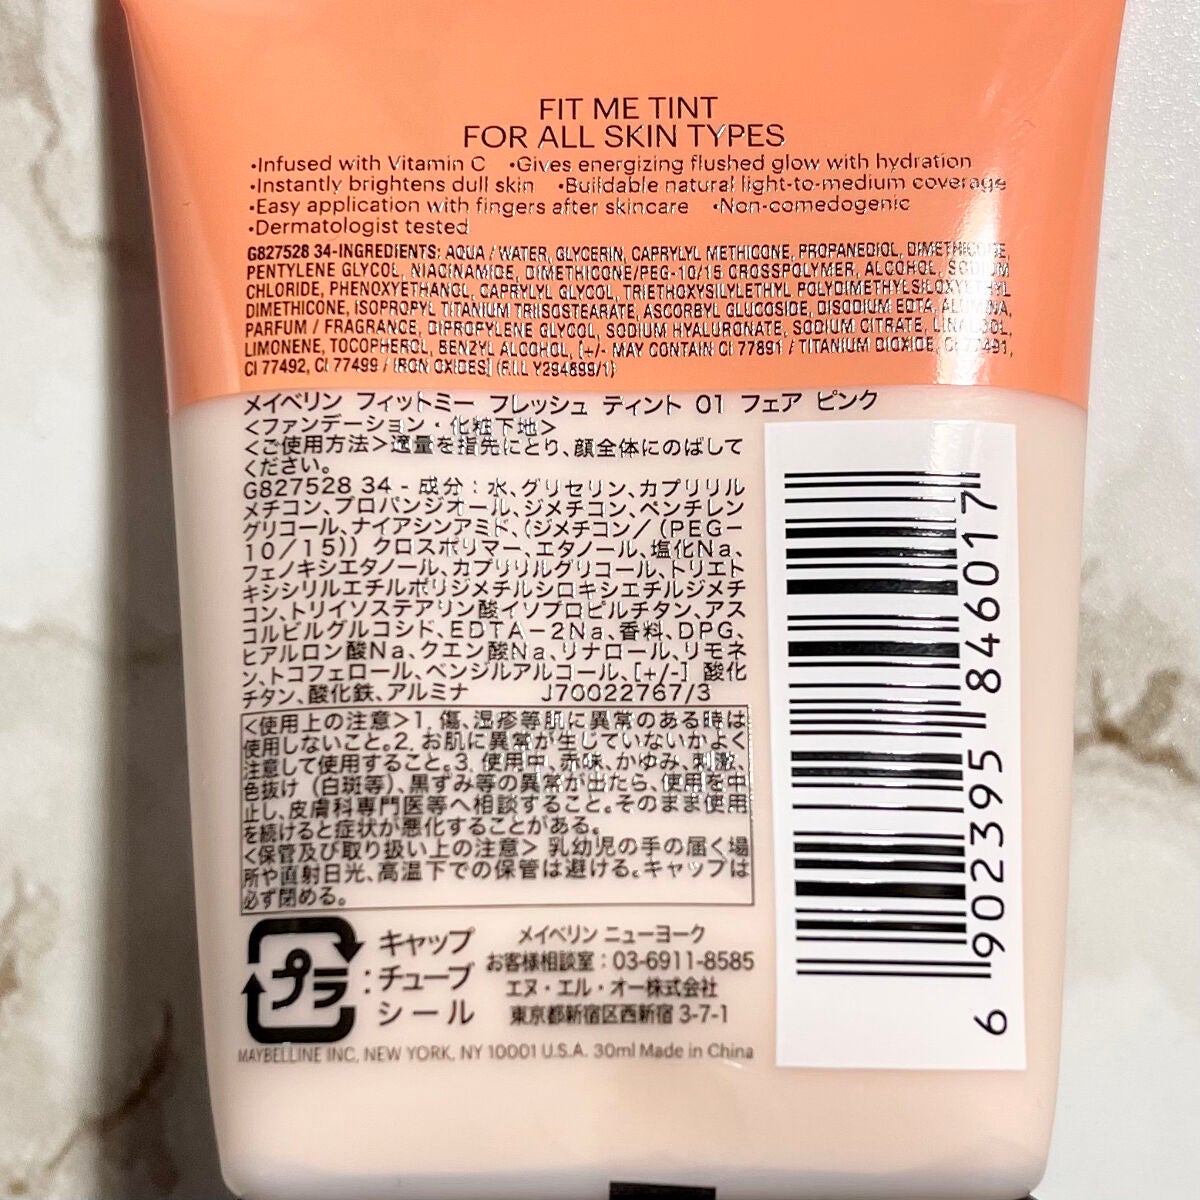 FIT ME TINT
FOR ALL SKIN TYPES
•Infused with Vitamin C •Gives energizing flushed glow with hydration
•Instantly brightens dull skin •Buildable natural light-to-medium coverage
•Easy application with fingers after skincare •Non-comedogenic
•Dermatologist tested
G827528 34-INGREDIENTS: AQUA / WATER, GLYCERIN, CAPRYLYL METHICONE, PROPANEDIOL, DIMETHICONE,
PENTYLENE GLYCOL, NIACINAMIDE, DIMETHICONE/PEG-10/15 CROSSPOLYMER, ALCOHOL, SODIUM
CHLORIDE, PHENOXYETHANOL, CAPRYLYL GLYCOL, TRIETHOXYSILYLETHYL POLYDIMETHYLSILOXYETHYL
DIMETHICONE, ISOPROPYL TITANIUM TRIISOSTEARATE, ASCORBYL GLUCOSIDE, DISODIUM EDTA, ALUMINA,
PARFUM / FRAGRANCE, DIPROPYLENE GLYCOL, SODIUM HYALURONATE, SODIUM CITRATE, LINALOOL,
LIMONENE, TOCOPHEROL, BENZYL ALCOHOL, [+/- MAY CONTAIN CI 77891 / TITANIUM DIOXIDE, CI 77491,
CI 77492, CI 77499 / IRON OXIDES] (F.I.L. Y294699/1)
メイベリン フィットミー フレッシュ ティント 01 フェア ピンク
<ファンデーション・化粧下地>
<ご使用方法>適量を指先にとり、顔全体にのばして
ください。
G827528 34 - 成分：水、グリセリン、カプリリル
メチコン、プロパンジオール、ジメチコン、ペンチレン
グリコール、ナイアシンアミド、(ジメチコン/(PEG-
10/15))クロスポリマー、エタノール、塩化Na、
フェノキシエタノール、カプリリルグリコール、トリエト
キシシリルエチルポリジメチルシロキシエチルジメチ
コン、トリイソステアリン酸イソプロピルチタン、アス
コルビルグルコシド、EDTA-2Na、香料、DPG、
ヒアルロン酸Na、クエン酸Na、リナロール、リモネ
ン、トコフェロール、ベンジルアルコール、[+/-] 酸化
チタン、酸化鉄、アルミナ J70022767/3
<使用上の注意>1. 傷、湿疹等肌に異常のある時は
使用しないこと。2. お肌に異常が生じていないかよく
注意して使用すること。3. 使用中、赤味、かゆみ、刺激、
色抜け（白斑等）、黒ずみ等の異常が出たら、使用を中
止し、皮膚科専門医等へ相談すること。そのまま使用
を続けると症状が悪化することがある。
<保管及び取り扱い上の注意> 乳幼児の手の届く場
所や直射日光、高温下での保管は避ける。キャップは
必ず閉める。
プラ
キャップ
:チューブ
シール
メイベリン ニューヨーク
お客様相談室：03-6911-8585
エヌ・エル・オー株式会社
東京都新宿区西新宿 3-7-1
MAYBELLINE INC, NEW YORK, NY 10001 U.S.A. 30ml Made in China
6 902395 846017